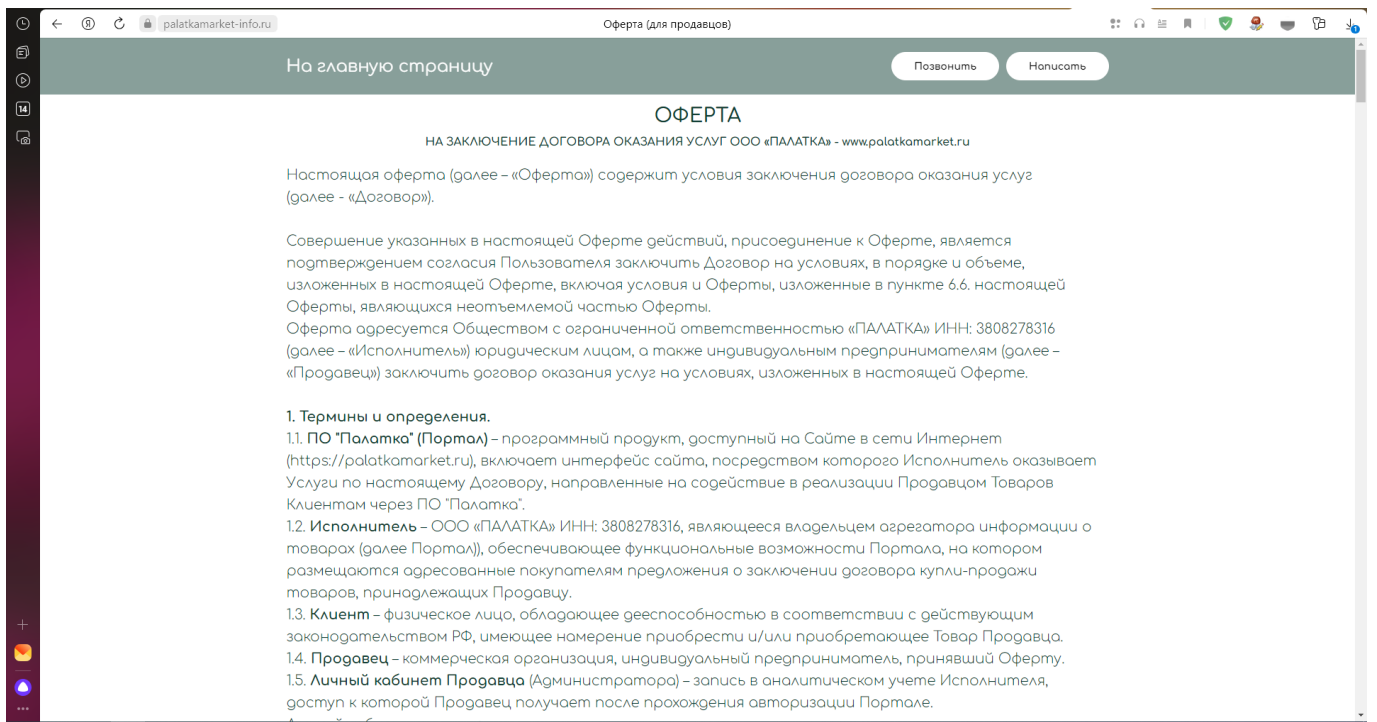 palatkamarket-info.ru
Оферта (для продавцов)
14
1
На главную страницу
Позвонить
Написать
ОФЕРТА
НА ЗАКЛЮЧЕНИЕ ДОГОВОРА ОКАЗАНИЯ УСЛУГ ООО «ПАЛАТКА» - www.palatkamarket.ru
Настоящая оферта (далее – «Оферта») содержит условия заключения договора оказания услуг
(далее - «Договор»).
Совершение указанных в настоящей Оферте действий, присоединение к Оферте, является
подтверждением согласия Пользователя заключить Договор на условиях, в порядке и объеме,
изложенных в настоящей Оферте, включая условия и Оферты, изложенные в пункте 6.6. настоящей
Оферты, являющихся неотъемлемой частью Оферты.
Оферта адресуется Обществом с ограниченной ответственностью «ПАЛАТКА» ИНН: 3808278316
(далее – «Исполнитель») юридическим лицам, а также индивидуальным предпринимателям (далее –
«Продавец») заключить договор оказания услуг на условиях, изложенных в настоящей Оферте.
1. Термины и определения.
1.1. ПО "Палатка" (Портал) – программный продукт, доступный на Сайте в сети Интернет
(https://palatkamarket.ru), включает интерфейс сайта, посредством которого Исполнитель оказывает
Услуги по настоящему Договору, направленные на содействие в реализации Продавцом Товаров
Клиентам через ПО "Палатка".
1.2. Исполнитель – ООО «ПАЛАТКА» ИНН: 3808278316, являющееся владельцем агрегатора информации о
товарах (далее Портал)), обеспечивающее функциональные возможности Портала, на котором
размещаются адресованные покупателям предложения о заключении договора купли-продажи
товаров, принадлежащих Продавцу.
1.3. Клиент – физическое лицо, обладающее дееспособностью в соответствии с действующим
законодательством РФ, имеющее намерение приобрести и/или приобретающее Товар Продавца.
1.4. Продавец – коммерческая организация, индивидуальный предприниматель, принявший Оферту.
1.5. Личный кабинет Продавца (Администратора) – запись в аналитическом учете Исполнителя,
доступ к которой Продавец получает после прохождения авторизации Портале.